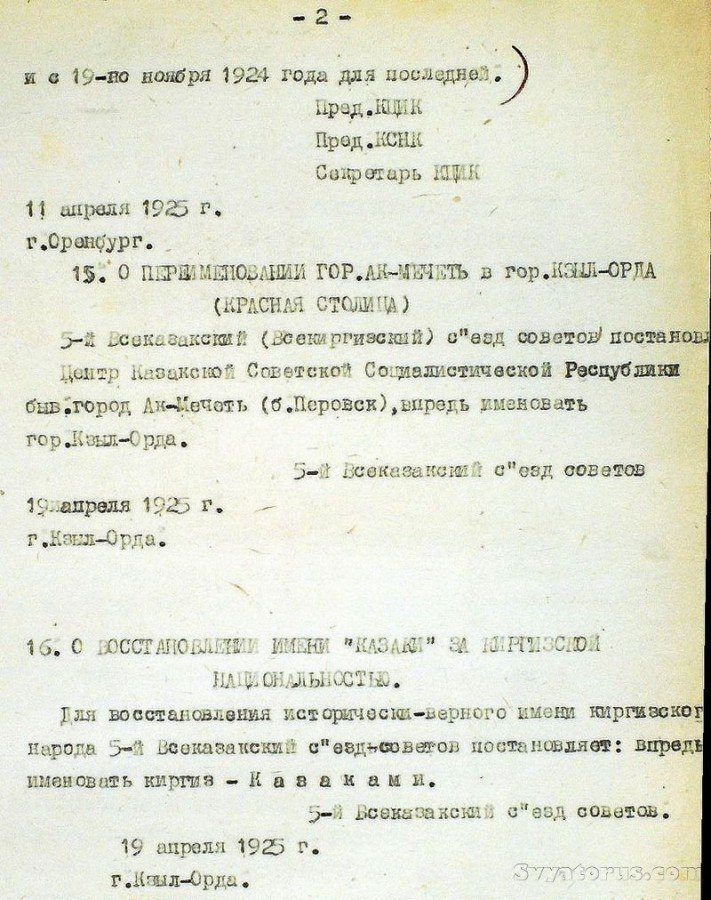 - 2 -
и с 19-по ноября 1924 года для последней.
Пред.КЦИК
Пред.КСНК
Секретарь КЦИК
11 апреля 1925 г.
г.Оренбург.
15. О ПЕРЕИМЕНОВАНИИ ГОР.АК-МЕЧЕТЬ в гор.КЗЫЛ-ОРДА
(КРАСНАЯ СТОЛИЦА)
5-й Всеказакский (Всекиргизский) с"езд советов постановл
Центр Казакской Советской Социалистической Республики
быв.город Ак-Мечеть (б.Перовск),впредь именовать
гор.Кзыл-Орда.
5-й Всеказакский с"езд советов
19 апреля 1925 г.
г.Кзыл-Орда.
16. О ВОССТАНОВЛЕНИИ ИМЕНИ "КАЗАКИ" ЗА КИРГИЗСКОЙ
НАЦИОНАЛЬНОСТЬЮ.
Для восстановления исторически-верного имени киргизског
народа 5-й Всеказакский с"езд советов постановляет: впредь
именовать киргиз - К а з а к а м и.
5-й Всеказакский с"езд советов.
19 апреля 1925 г.
г.Кзыл-Орда.
Svyatorus.com